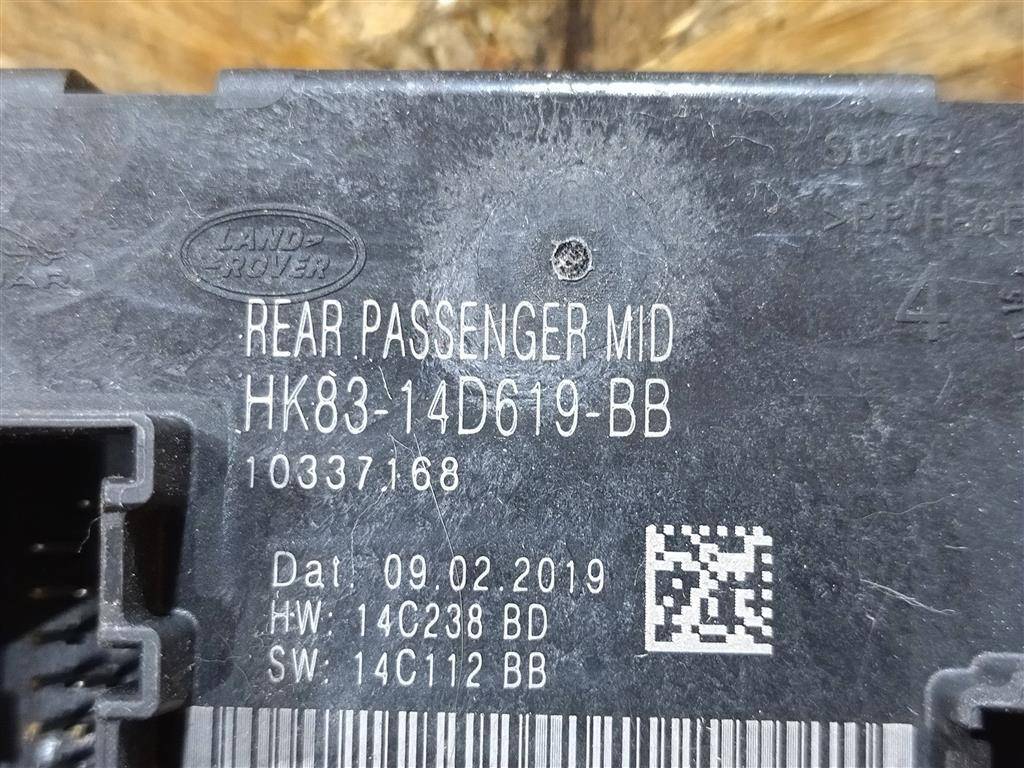 LAND-
-ROVER
REAR PASSENGER MID
HK83-14D619-BB
10337168
4
Dat: 09.02.2019
HW: 14C238 BD
SW: 14C112 BB